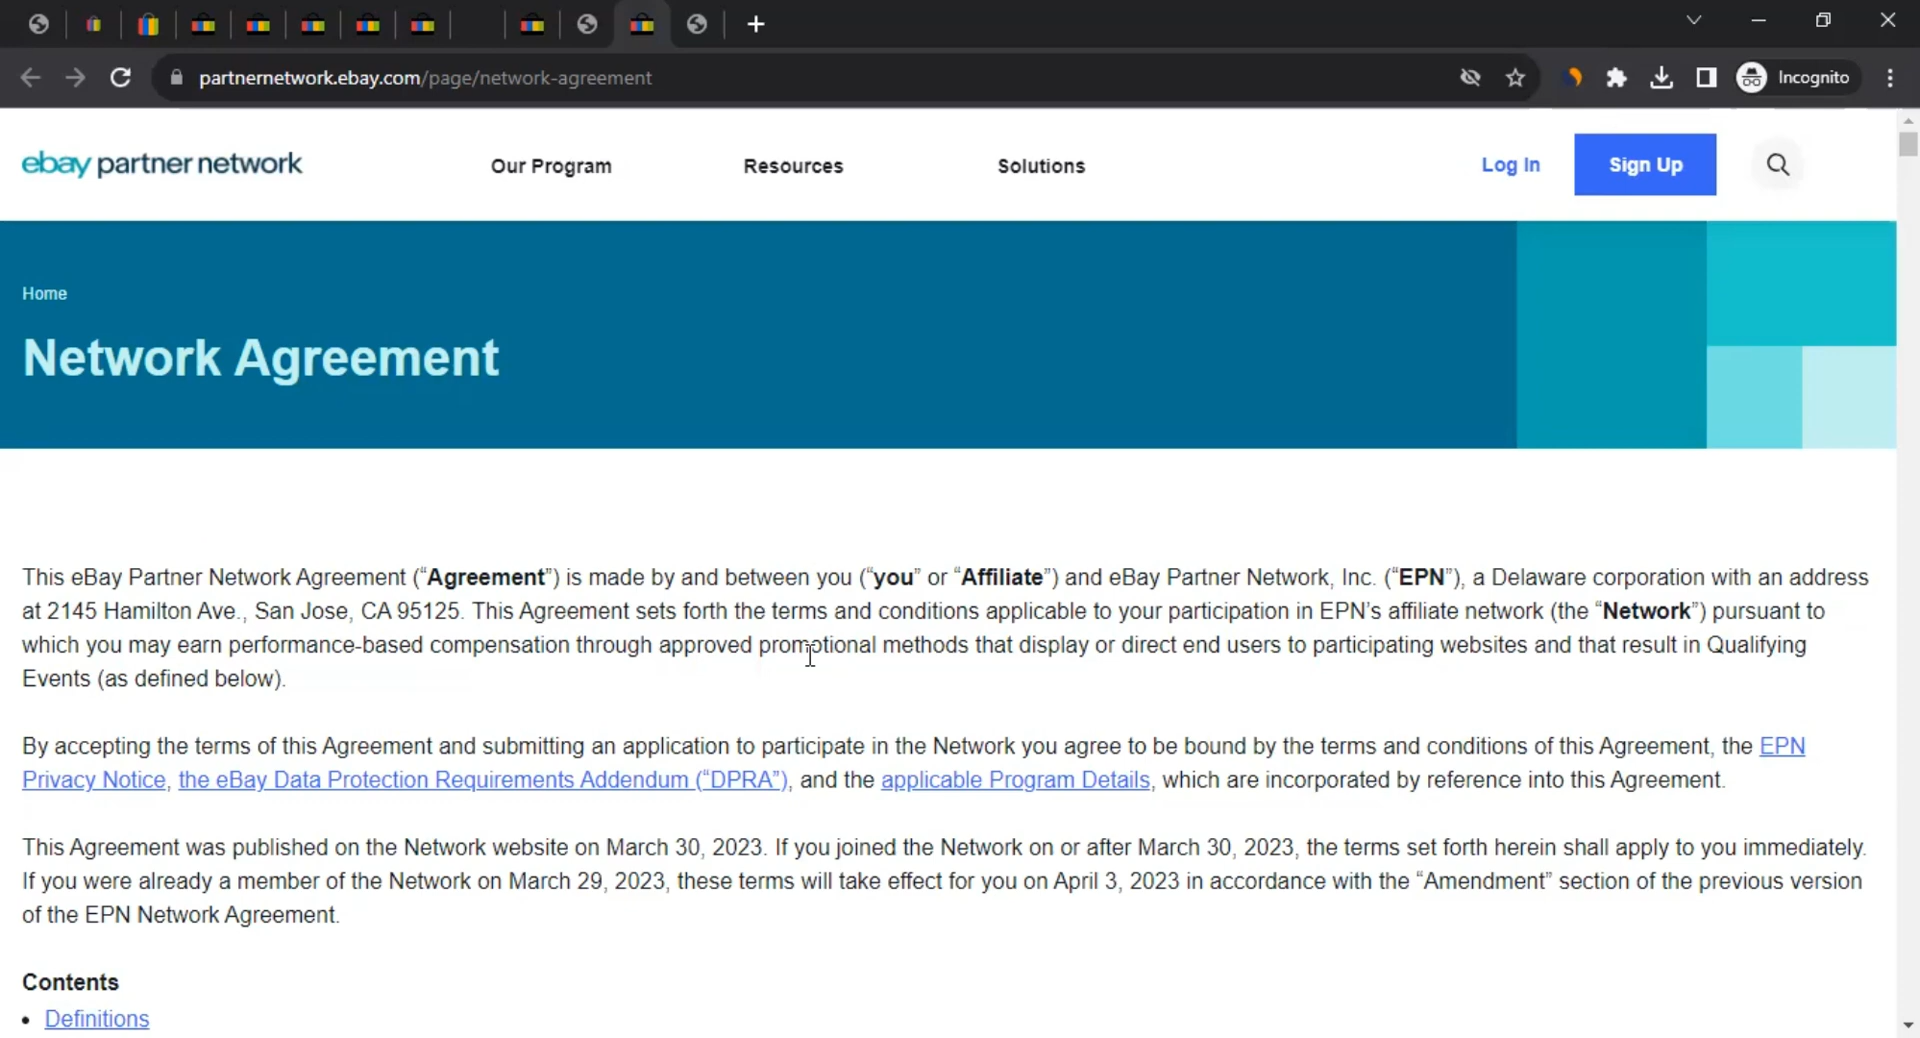 partnernetwork.ebay.com/page/network-agreement
Incognito
ebay partner network
Our Program
Resources
Solutions
Log In
Sign Up
Home
Network Agreement
This eBay Partner Network Agreement (“Agreement”) is made by and between you (“you” or “Affiliate”) and eBay Partner Network, Inc. (“EPN”), a Delaware corporation with an address
at 2145 Hamilton Ave., San Jose, CA 95125. This Agreement sets forth the terms and conditions applicable to your participation in EPN’s affiliate network (the “Network”) pursuant to
which you may earn performance-based compensation through approved promotional methods that display or direct end users to participating websites and that result in Qualifying
Events (as defined below).
By accepting the terms of this Agreement and submitting an application to participate in the Network you agree to be bound by the terms and conditions of this Agreement, the EPN
Privacy Notice, the eBay Data Protection Requirements Addendum (“DPRA”), and the applicable Program Details, which are incorporated by reference into this Agreement.
This Agreement was published on the Network website on March 30, 2023. If you joined the Network on or after March 30, 2023, the terms set forth herein shall apply to you immediately.
If you were already a member of the Network on March 29, 2023, these terms will take effect for you on April 3, 2023 in accordance with the “Amendment” section of the previous version
of the EPN Network Agreement.
Contents
• Definitions